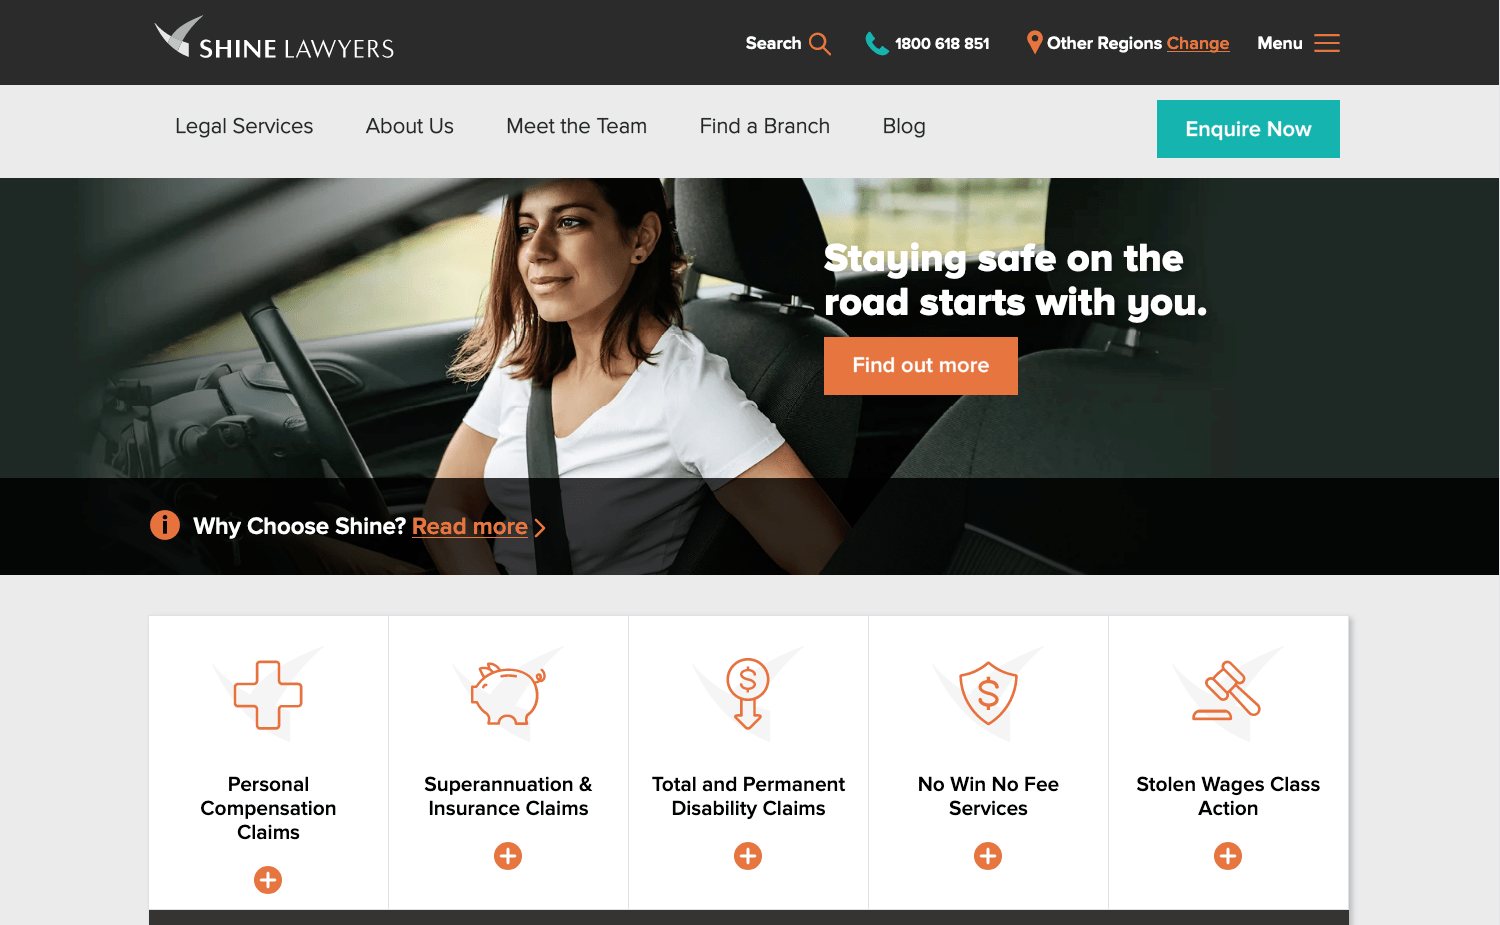 SHINE LAWYERS
Search
1800 618 851
Other Regions Change
Menu
Legal Services
About Us
Meet the Team
Find a Branch
Blog
Enquire Now
Staying safe on the
road starts with you.
Find out more
Why Choose Shine? Read more
Personal
Compensation
Claims
Superannuation &
Insurance Claims
Total and Permanent
Disability Claims
No Win No Fee
Services
Stolen Wages Class
Action